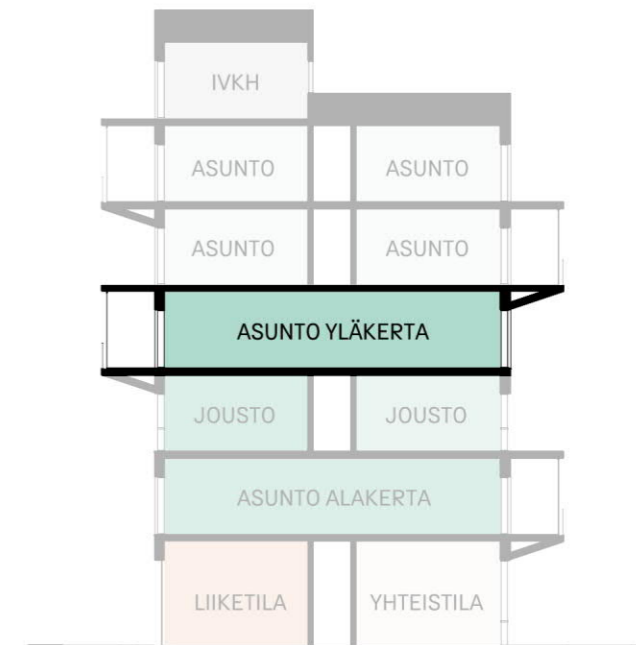 IVKH
ASUNTO ASUNTO
ASUNTO ASUNTO
ASUNTO YLÄKERTA
JOUSTO JOUSTO
ASUNTO ALAKERTA
LIIKETILA YHTEISTILA